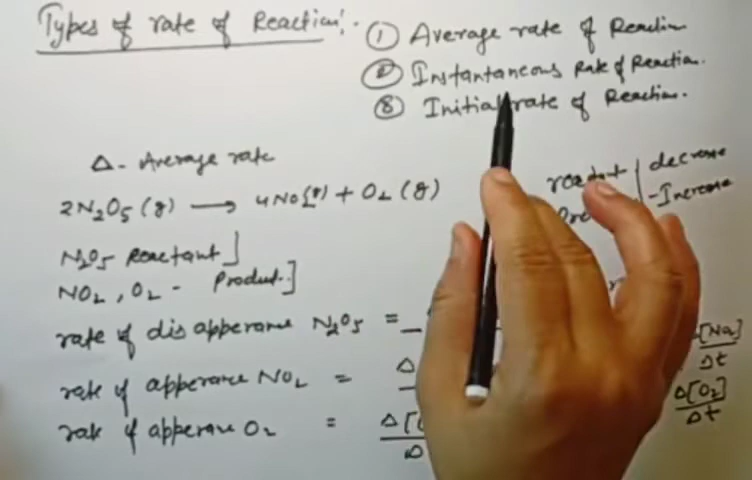 Types of rate of Reaction:-
① Average rate of Reaction
② Instantaneous Rate of Reaction.
③ Initial rate of Reaction.
Δ - Average rate
2N₂O₅ (g) ⟶ 4NO (g) + O₂ (g)
reactant | decrease
- Increase
N₂O₅ Reactant]
NO₂, O₂ - Product.]
rate of disapperance N₂O₅ = -
Δt
rate of apperance NO₂ = Δ
rate of apperance O₂ = Δ[
Δ[O₂]
Δt